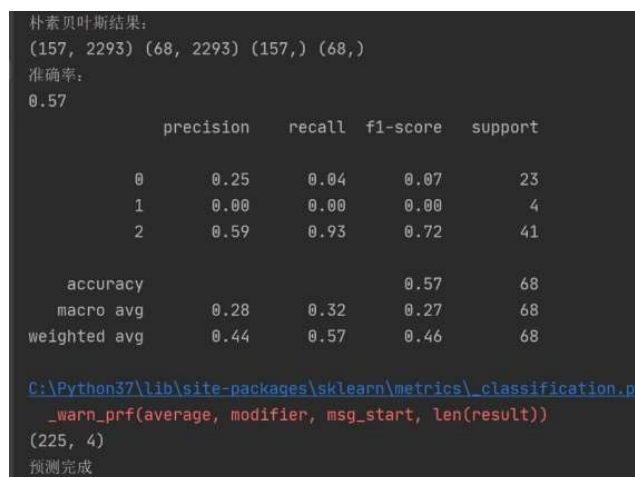 朴素贝叶斯结果：
(157, 2293) (68, 2293) (157,) (68,)
准确率：
0.57
precision recall f1-score support
0 0.25 0.04 0.07 23
1 0.00 0.00 0.00 4
2 0.59 0.93 0.72 41
accuracy 0.57 68
macro avg 0.28 0.32 0.27 68
weighted avg 0.44 0.57 0.46 68
C:\Python37\lib\site-packages\sklearn\metrics\_classification.p
_warn_prf(average, modifier, msg_start, len(result))
(225, 4)
预测完成